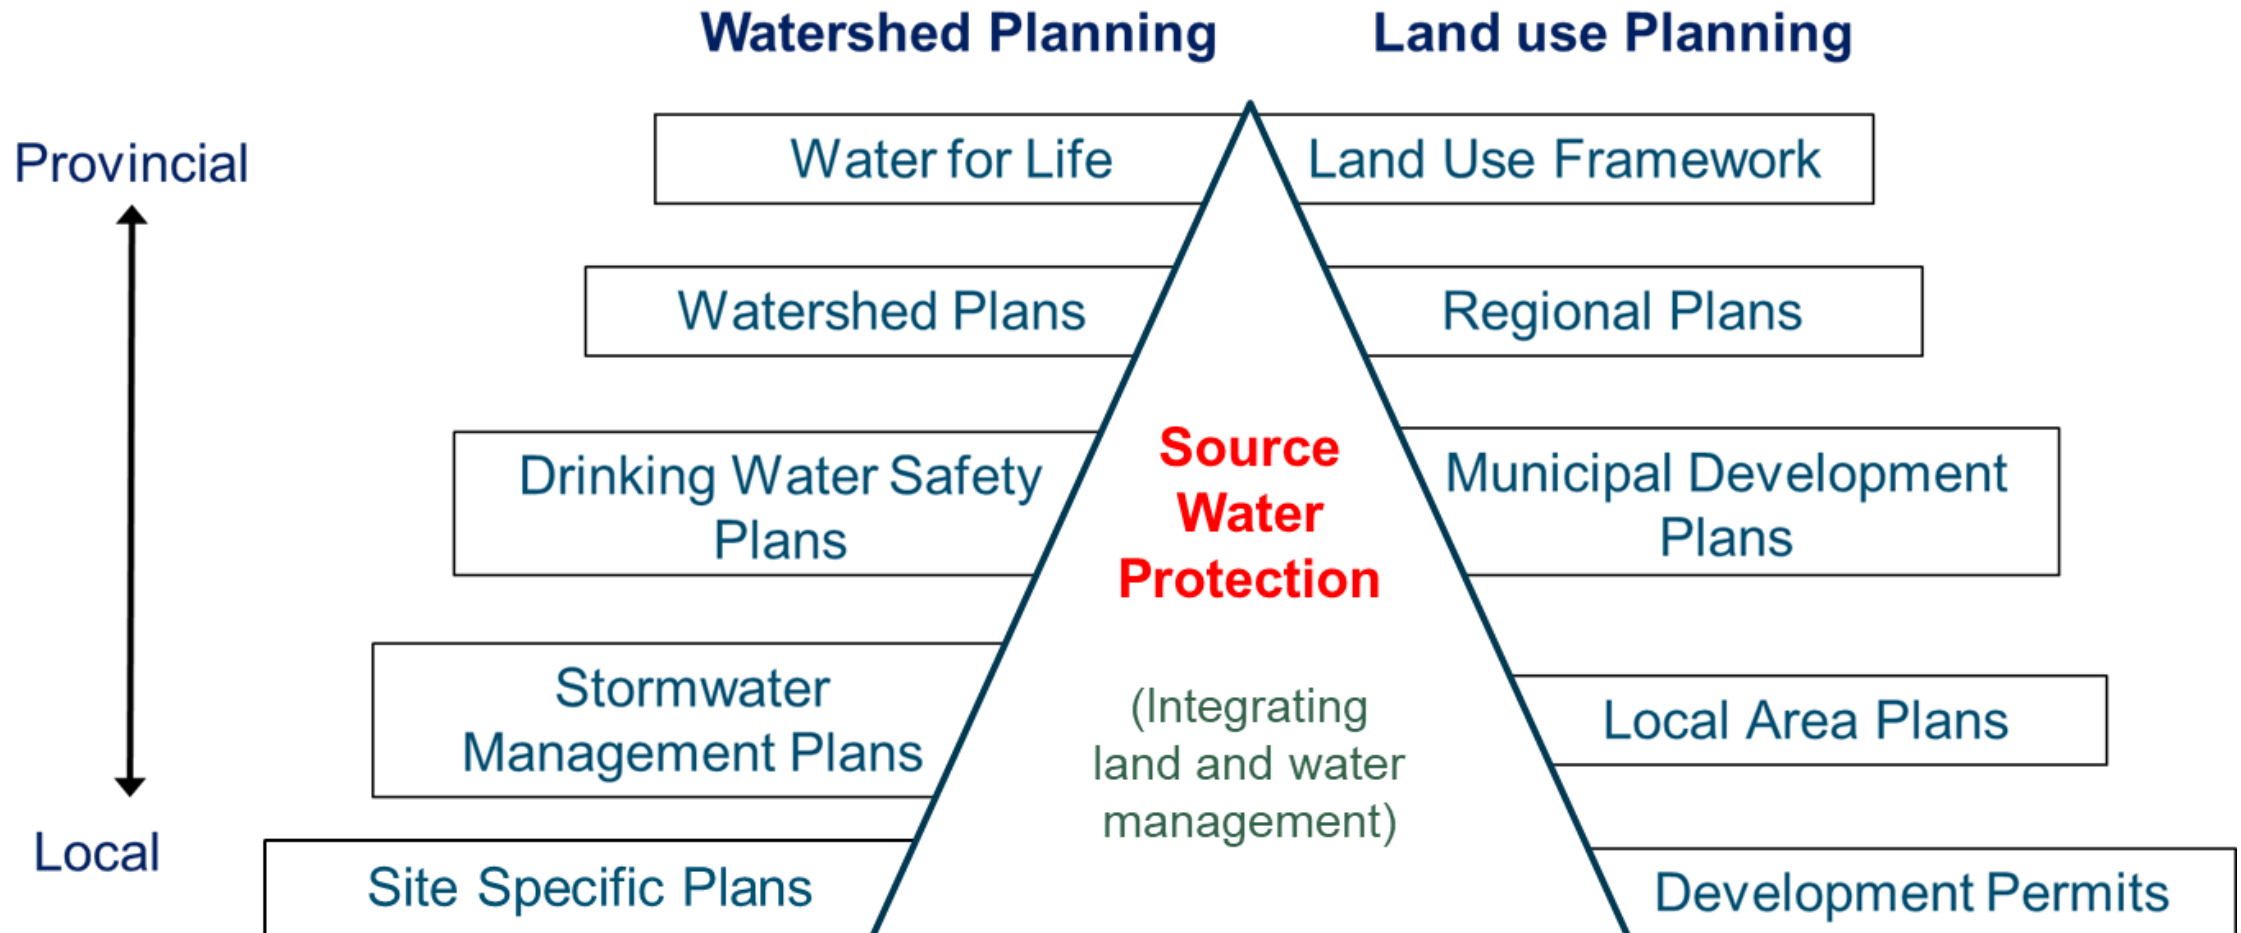 Watershed Planning
Land use Planning
Provincial
Water for Life
Land Use Framework
Watershed Plans
Regional Plans
Drinking Water Safety
Plans
Source
Water
Protection
Municipal Development
Plans
Stormwater
Management Plans
(Integrating
land and water
management)
Local Area Plans
Local
Site Specific Plans
Development Permits